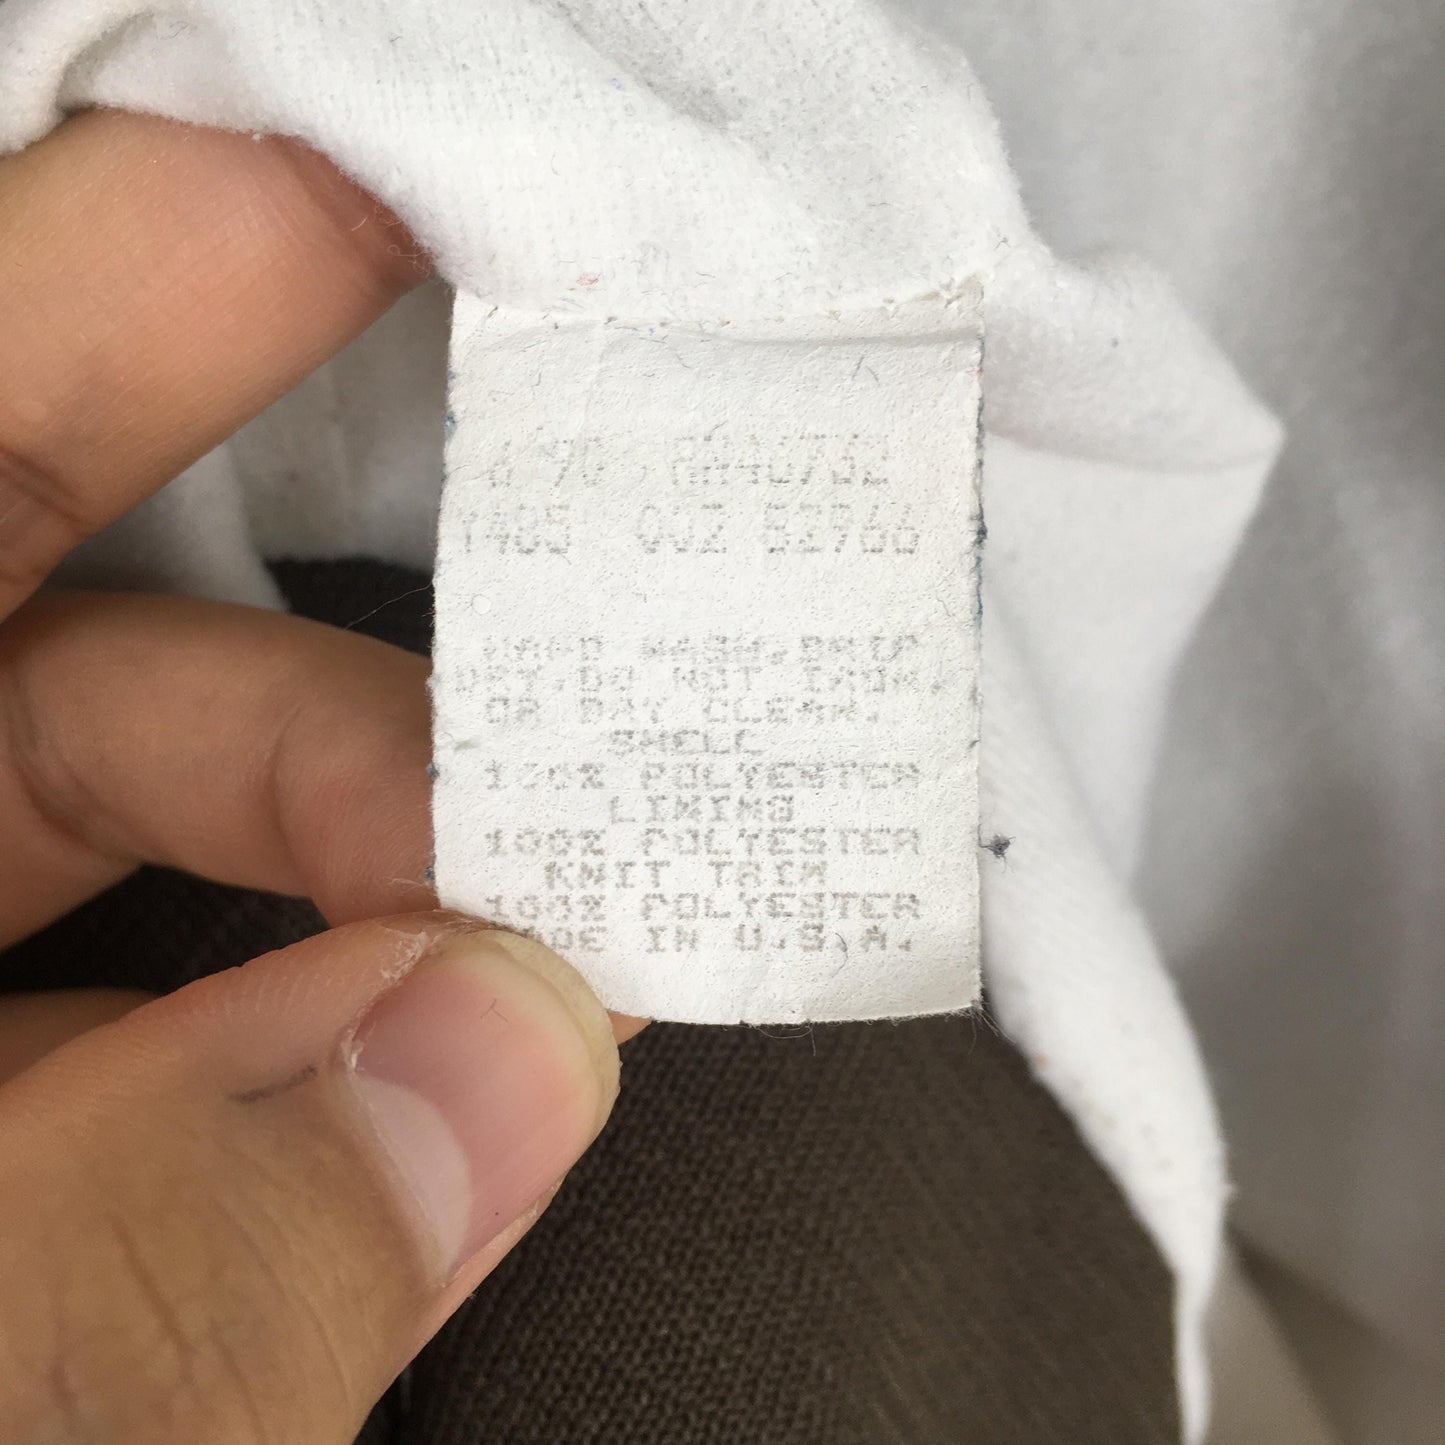 HAND WASH, DRIP
DRY. DO NOT IRON
OR DRY CLEAN.
SHELL
100% POLYESTER
LINING
100% POLYESTER
KNIT TRIM
100% POLYESTER
MADE IN U.S.A.